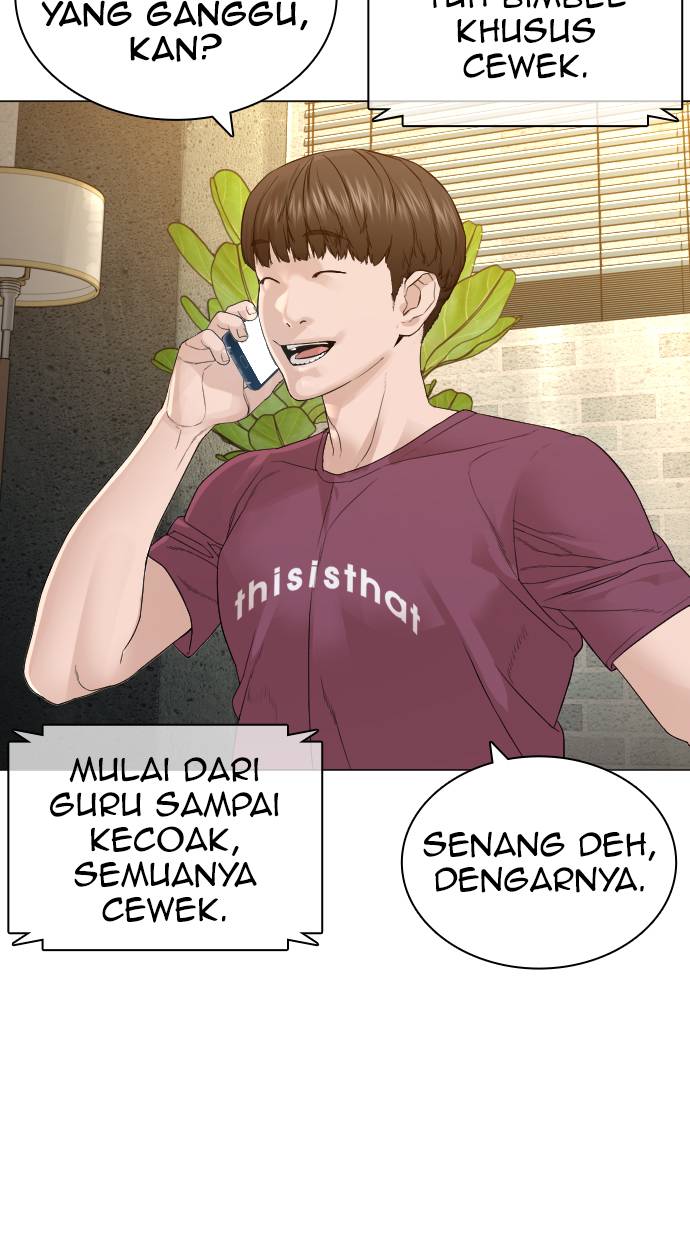 YANG GANGGU,
KAN?
KHUSUS
CEWEK.
thisisthat
MULAI DARI
GURU SAMPAI
KECOAK,
SEMUANYA
CEWEK.
SENANG DEH,
DENGARNYA.